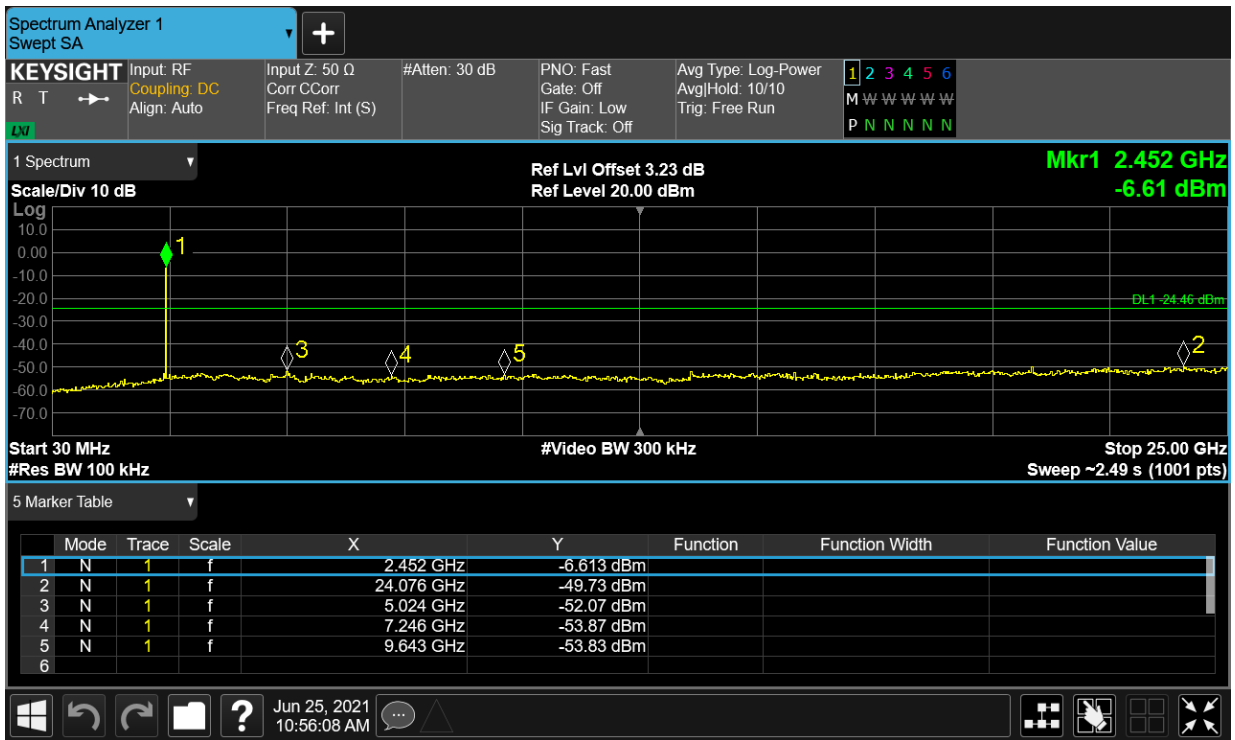 Spectrum Analyzer 1
Swept SA
KEYSIGHT
R T
LXI
Input: RF
Coupling: DC
Align: Auto
Input Z: 50 Ω
Corr CCorr
Freq Ref: Int (S)
#Atten: 30 dB
PNO: Fast
Gate: Off
IF Gain: Low
Sig Track: Off
Avg Type: Log-Power
Avg|Hold: 10/10
Trig: Free Run
1 2 3 4 5 6
M W W W W W W
P N N N N N N
1 Spectrum
Scale/Div 10 dB
Ref Lvl Offset 3.23 dB
Ref Level 20.00 dBm
Mkr1 2.452 GHz
-6.61 dBm
Log
10.0
0.00
-10.0
-20.0
-30.0
-40.0
-50.0
-60.0
-70.0
1
DL1 -24.46 dBm
3
4
5
2
Start 30 MHz
#Video BW 300 kHz
Stop 25.00 GHz
#Res BW 100 kHz
Sweep ~2.49 s (1001 pts)
5 Marker Table
Mode Trace Scale X Y Function Function Width Function Value
1 N 1 f 2.452 GHz -6.613 dBm
2 N 1 f 24.076 GHz -49.73 dBm
3 N 1 f 5.024 GHz -52.07 dBm
4 N 1 f 7.246 GHz -53.87 dBm
5 N 1 f 9.643 GHz -53.83 dBm
6
?
Jun 25, 2021
10:56:08 AM